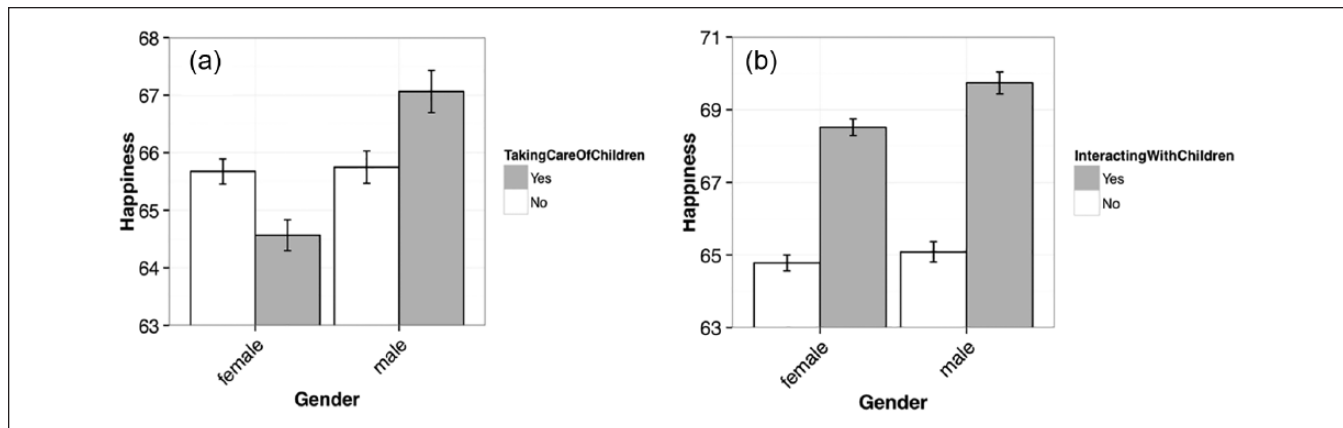 (a)
68
67
66
65
64
63
Happiness
female
male
Gender
TakingCareOfChildren
Yes
No
(b)
71
69
67
65
63
Happiness
female
male
Gender
InteractingWithChildren
Yes
No